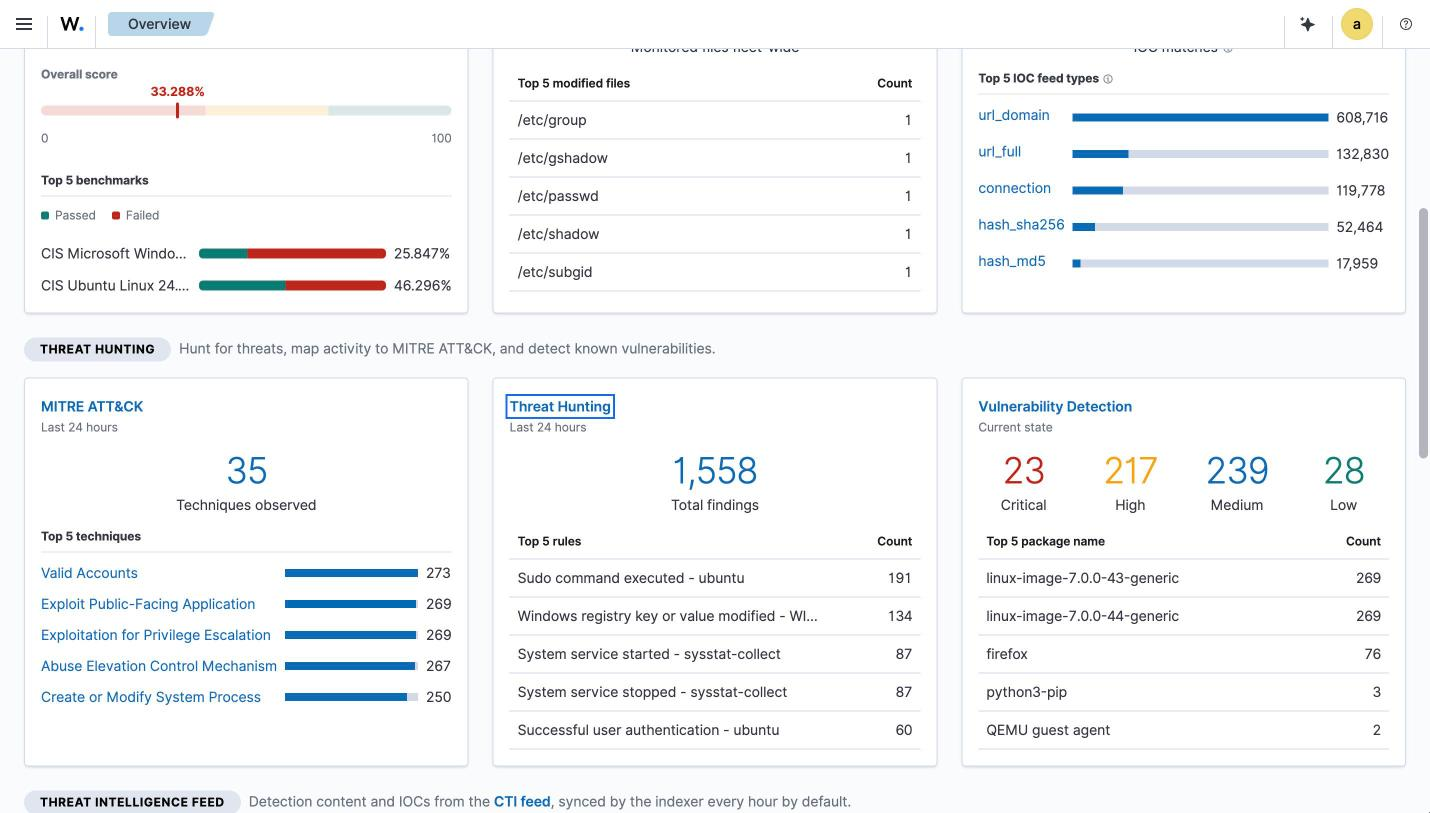 W.
Overview
a
Monitored files fleet-wide
IOC matches
Overall score
33.288%
0
100
Top 5 benchmarks
Passed
Failed
CIS Microsoft Windo...
25.847%
CIS Ubuntu Linux 24....
46.296%
Top 5 modified files
Count
/etc/group
1
/etc/gshadow
1
/etc/passwd
1
/etc/shadow
1
/etc/subgid
1
Top 5 IOC feed types
url_domain
608,716
url_full
132,830
connection
119,778
hash_sha256
52,464
hash_md5
17,959
THREAT HUNTING
Hunt for threats, map activity to MITRE ATT&CK, and detect known vulnerabilities.
MITRE ATT&CK
Last 24 hours
35
Techniques observed
Top 5 techniques
Valid Accounts
273
Exploit Public-Facing Application
269
Exploitation for Privilege Escalation
269
Abuse Elevation Control Mechanism
267
Create or Modify System Process
250
Threat Hunting
Last 24 hours
1,558
Total findings
Top 5 rules
Count
Sudo command executed - ubuntu
191
Windows registry key or value modified - WI...
134
System service started - sysstat-collect
87
System service stopped - sysstat-collect
87
Successful user authentication - ubuntu
60
Vulnerability Detection
Current state
23
Critical
217
High
239
Medium
28
Low
Top 5 package name
Count
linux-image-7.0.0-43-generic
269
linux-image-7.0.0-44-generic
269
firefox
76
python3-pip
3
QEMU guest agent
2
THREAT INTELLIGENCE FEED
Detection content and IOCs from the CTI feed, synced by the indexer every hour by default.